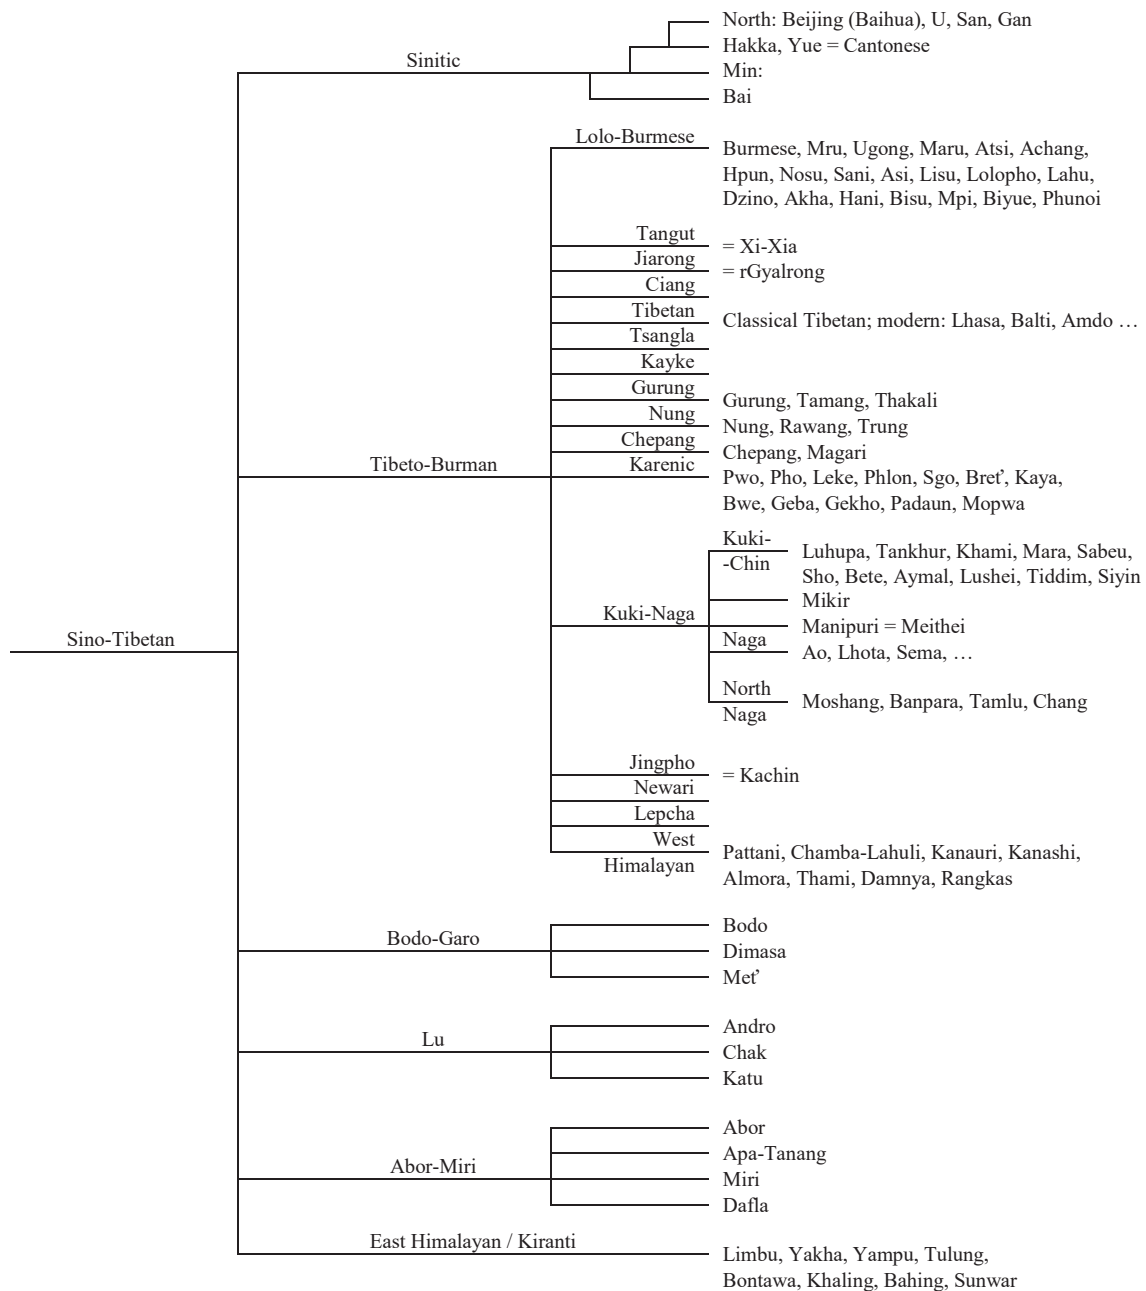 North: Beijing (Baihua), U, San, Gan
Hakka, Yue = Cantonese
Sinitic
Min:
Bai
Lolo-Burmese
Burmese, Mru, Ugong, Maru, Atsi, Achang,
Hpun, Nosu, Sani, Asi, Lisu, Lolopho, Lahu,
Dzino, Akha, Hani, Bisu, Mpi, Biyue, Phunoi
Tangut
= Xi-Xia
Jiarong
= rGyalrong
Ciang
Tibetan
Classical Tibetan; modern: Lhasa, Balti, Amdo …
Tsangla
Kayke
Gurung
Gurung, Tamang, Thakali
Nung
Nung, Rawang, Trung
Chepang
Chepang, Magari
Tibeto-Burman
Karenic
Pwo, Pho, Leke, Phlon, Sgo, Breť, Kaya,
Bwe, Geba, Gekho, Padaun, Mopwa
Kuki-
-Chin
Luhupa, Tankhur, Khami, Mara, Sabeu,
Sho, Bete, Aymal, Lushei, Tiddim, Siyin
Mikir
Kuki-Naga
Manipuri = Meithei
Sino-Tibetan
Naga
Ao, Lhota, Sema, …
North
Naga
Moshang, Banpara, Tamlu, Chang
Jingpho
= Kachin
Newari
Lepcha
West
Himalayan
Pattani, Chamba-Lahuli, Kanauri, Kanashi,
Almora, Thami, Damnya, Rangkas
Bodo-Garo
Bodo
Dimasa
Meť
Lu
Andro
Chak
Katu
Abor-Miri
Abor
Apa-Tanang
Miri
Dafla
East Himalayan / Kiranti
Limbu, Yakha, Yampu, Tulung,
Bontawa, Khaling, Bahing, Sunwar